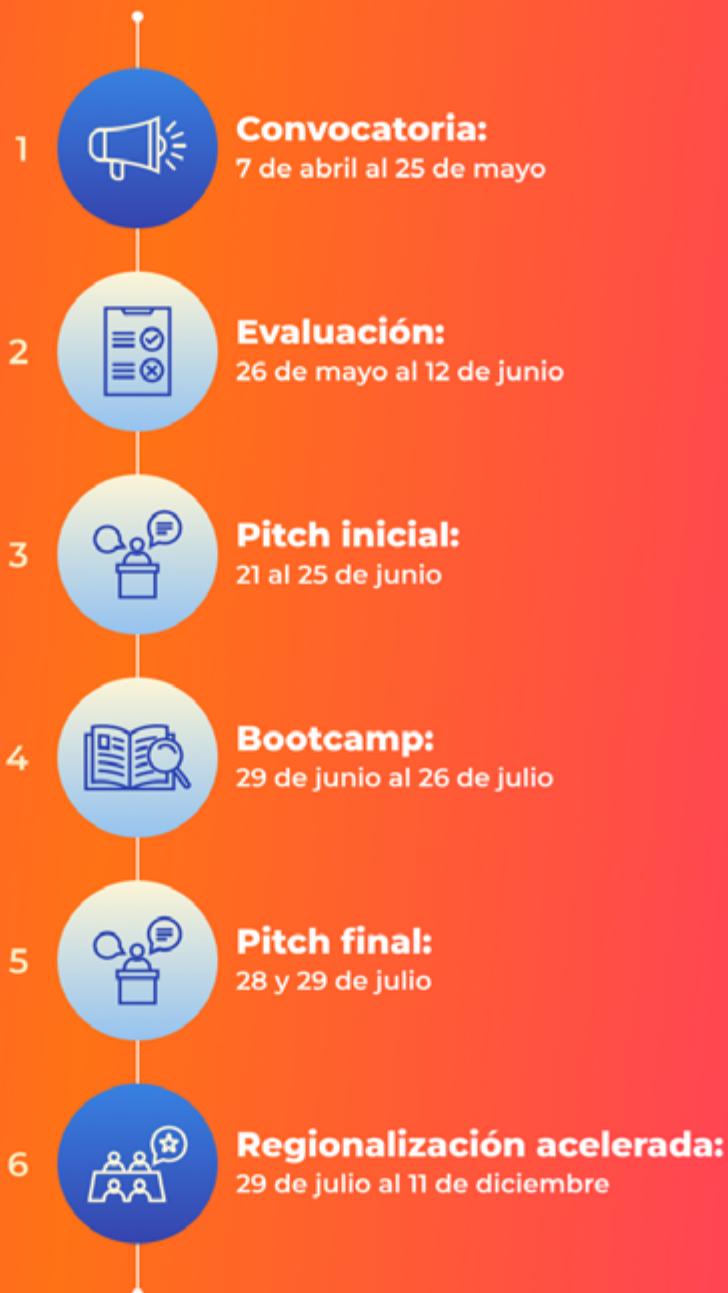 1
Convocatoria:
7 de abril al 25 de mayo
2
Evaluación:
26 de mayo al 12 de junio
3
Pitch inicial:
21 al 25 de junio
4
Bootcamp:
29 de junio al 26 de julio
5
Pitch final:
28 y 29 de julio
6
Regionalización acelerada:
29 de julio al 11 de diciembre